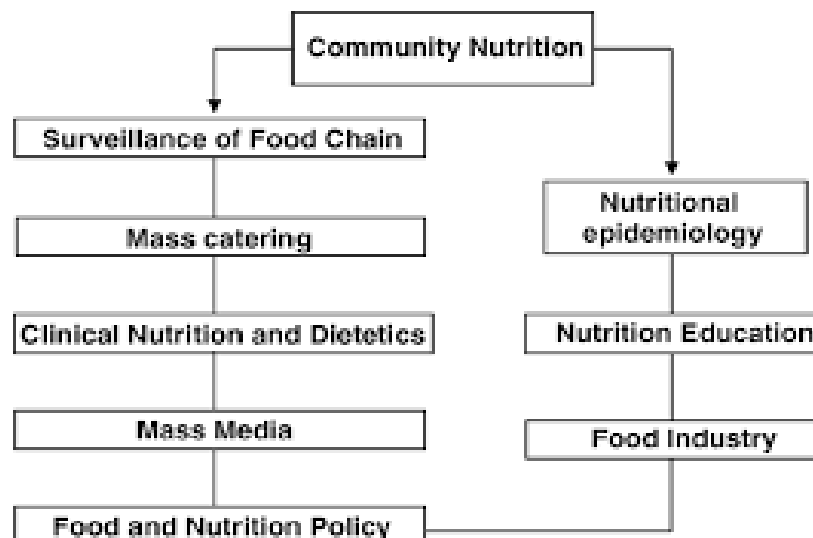 Community Nutrition
Surveillance of Food Chain
Mass catering
Clinical Nutrition and Dietetics
Mass Media
Food and Nutrition Policy
Nutritional
epidemiology
Nutrition Education
Food Industry